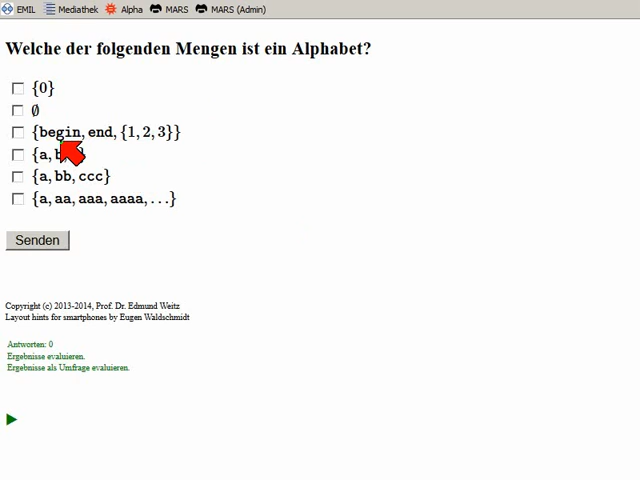 EMIL Mediathek Alpha MARS MARS (Admin)
Welche der folgenden Mengen ist ein Alphabet?
{0}
∅
{begin, end, {1, 2, 3}}
{a, b }
{a, bb, ccc}
{a, aa, aaa, aaaa, ...}
Senden
Copyright (c) 2013-2014, Prof. Dr. Edmund Weitz
Layout hints for smartphones by Eugen Waldschmidt
Antworten: 0
Ergebnisse evaluieren.
Ergebnisse als Umfrage evaluieren.